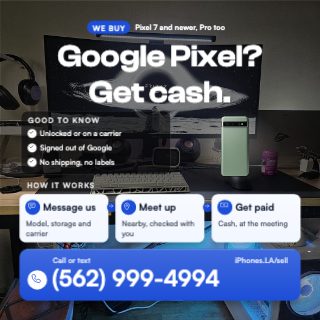 WE BUY Pixel 7 and newer, Pro too
Google Pixel?
Get cash.
GOOD TO KNOW
Unlocked or on a carrier
Signed out of Google
No shipping, no labels
HOW IT WORKS
Message us
Model, storage and
carrier
Meet up
Nearby, checked with
you
Get paid
Cash, at the meeting
Call or text
iPhones.LA/sell
(562) 999-4994